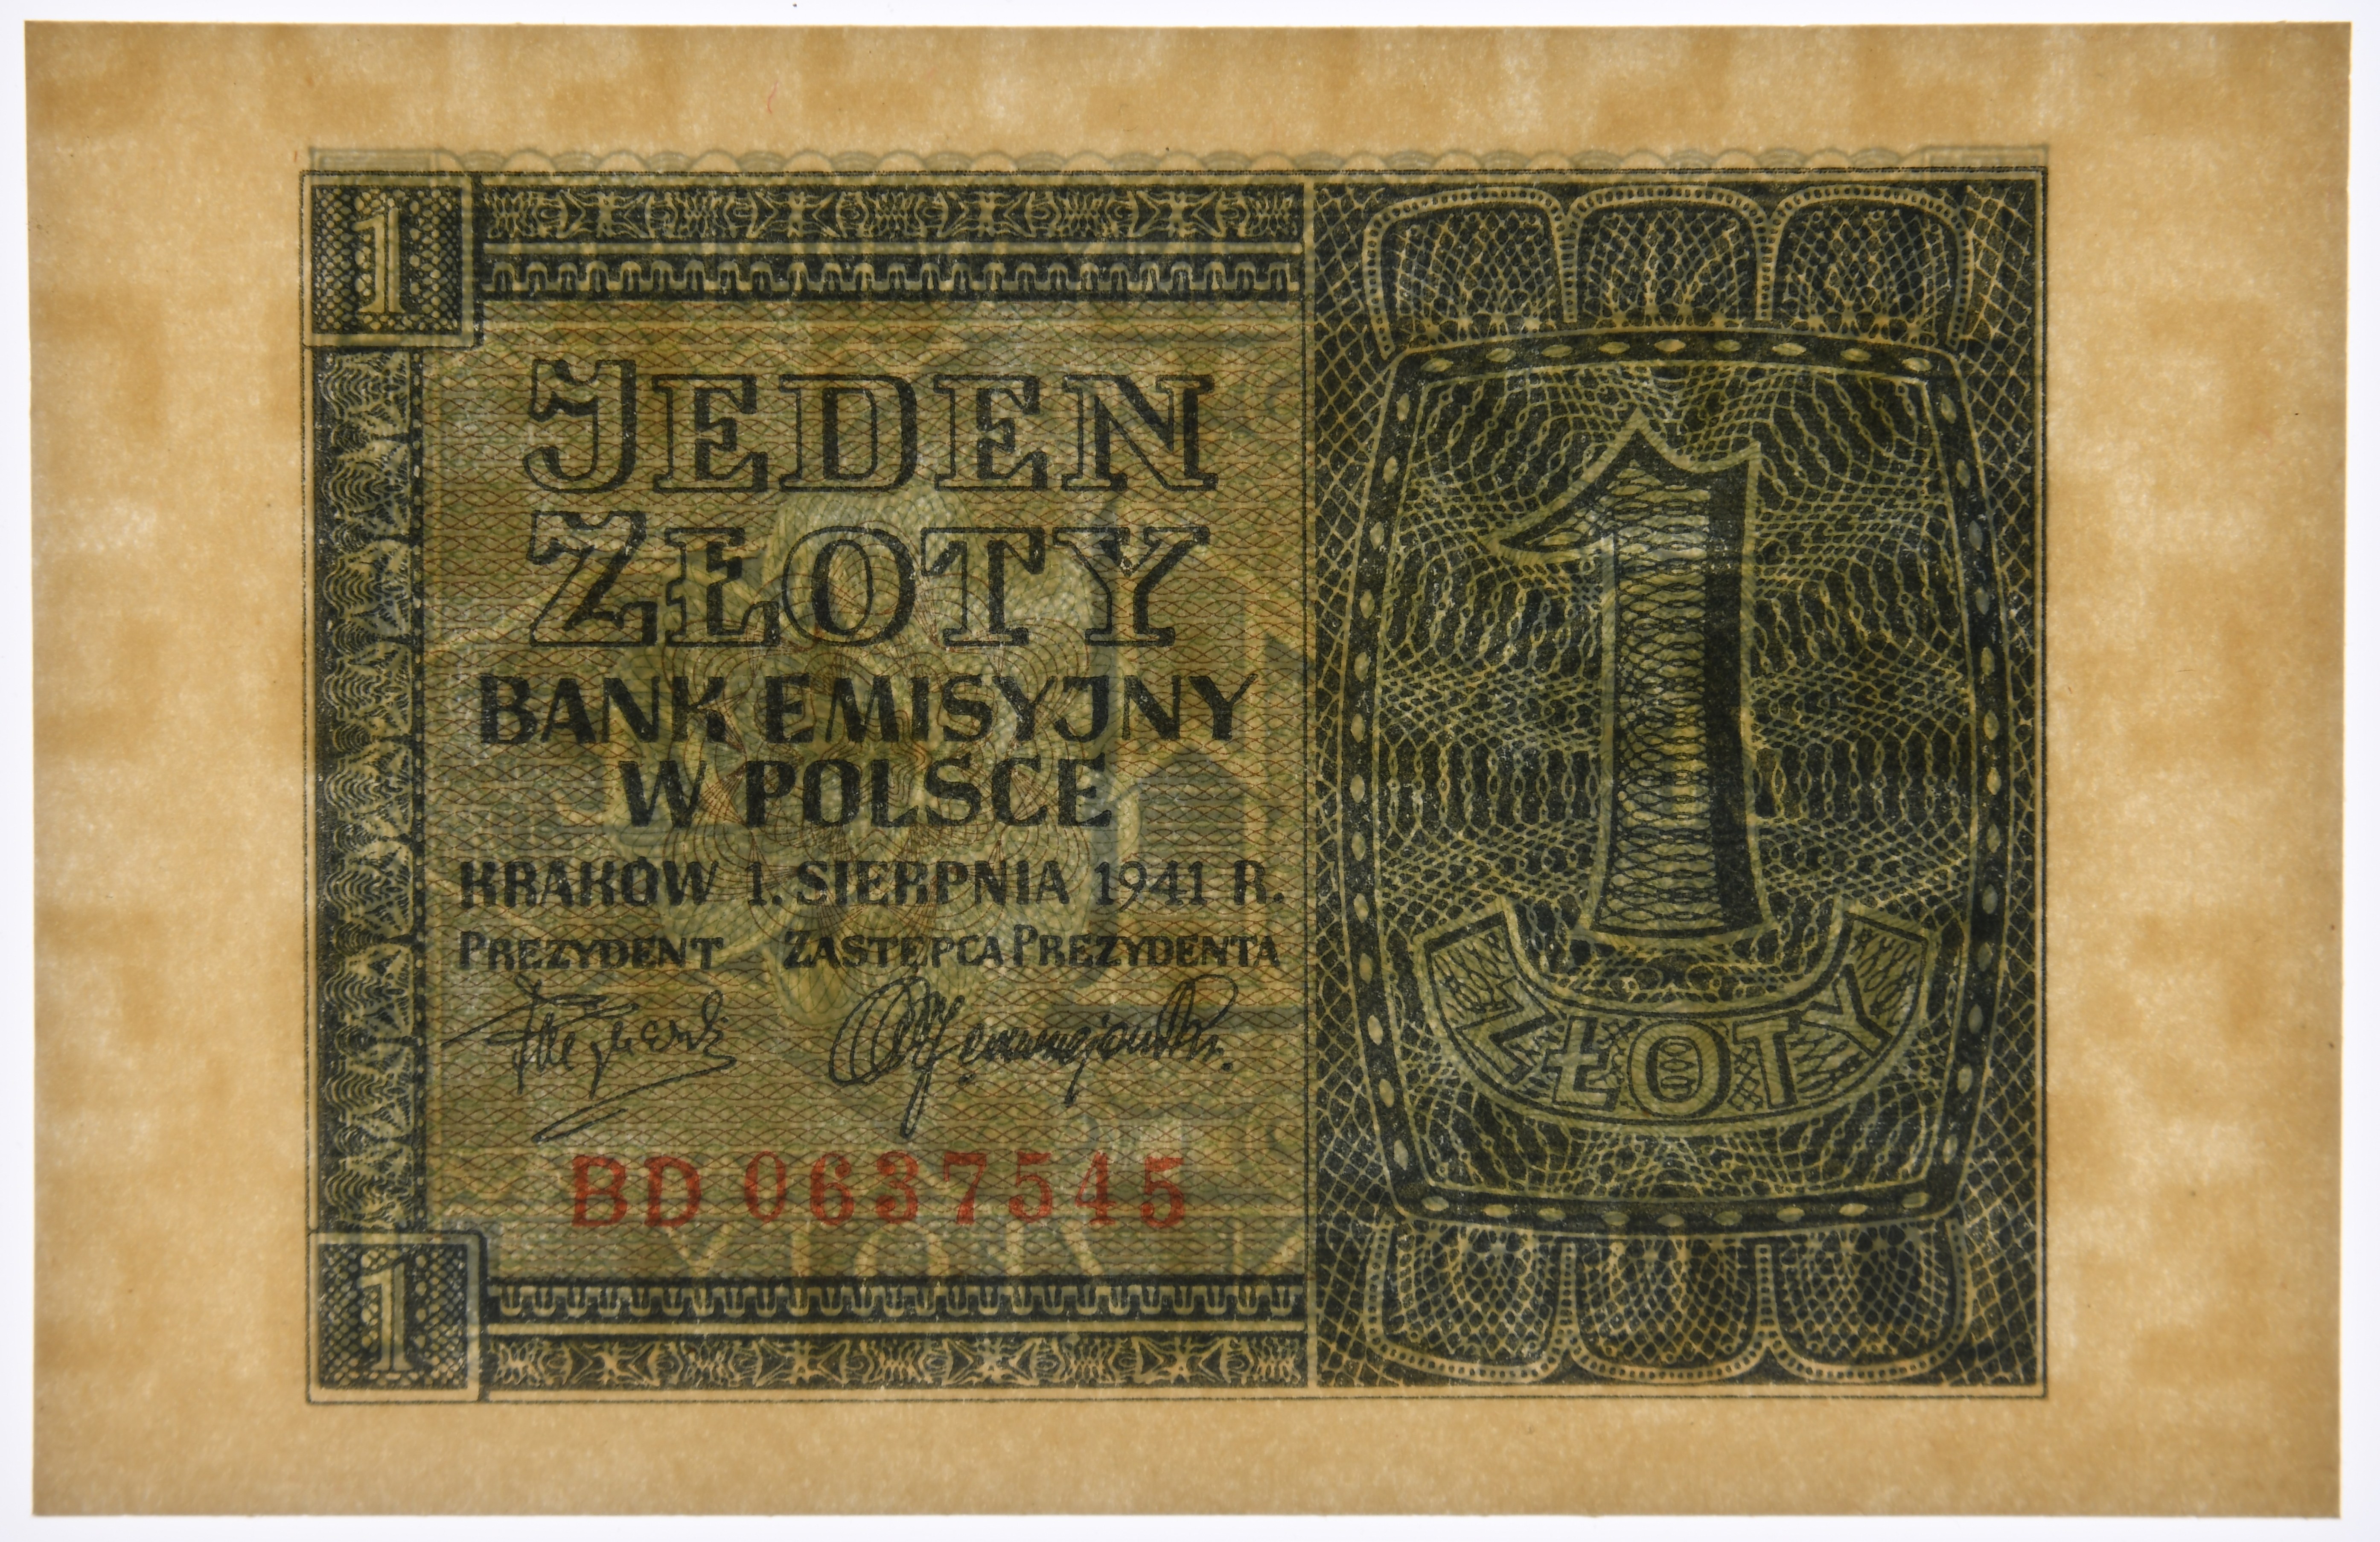 1
JEDEN
ZŁOTY
BANK EMISYJNY
W POLSCE
KRAKÓW 1. SIERPNIA 1941 R.
PREZYDENT ZASTĘPCA PREZYDENTA
BD 0637545
1
1
ZŁOTY